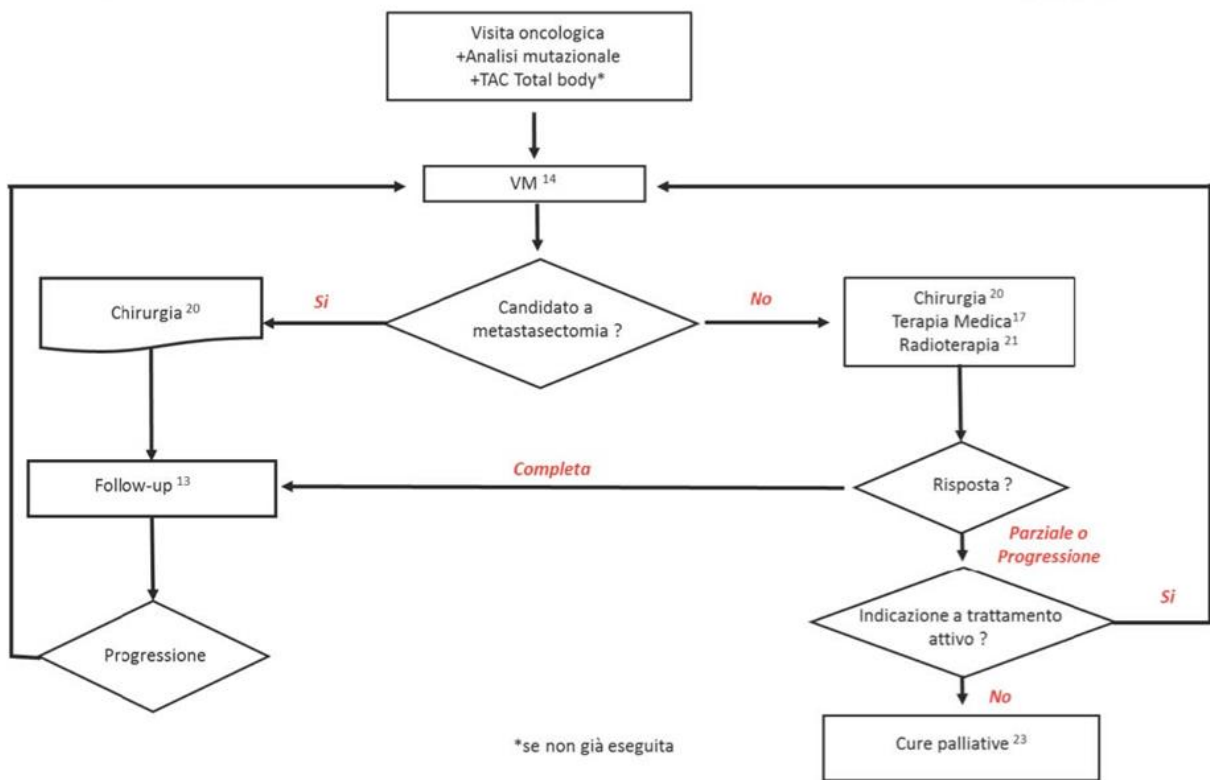 Visita oncologica
+Analisi mutazionale
+TAC Total body*
VM ¹⁴
Candidato a
metastasectomia ?
Si
No
Chirurgia ²⁰
Chirurgia ²⁰
Terapia Medica¹⁷
Radioterapia ²¹
Follow-up ¹³
Completa
Risposta ?
Parziale o
Progressione
Indicazione a trattamento
attivo ?
Si
Progressione
No
Cure palliative ²³
*se non già eseguita